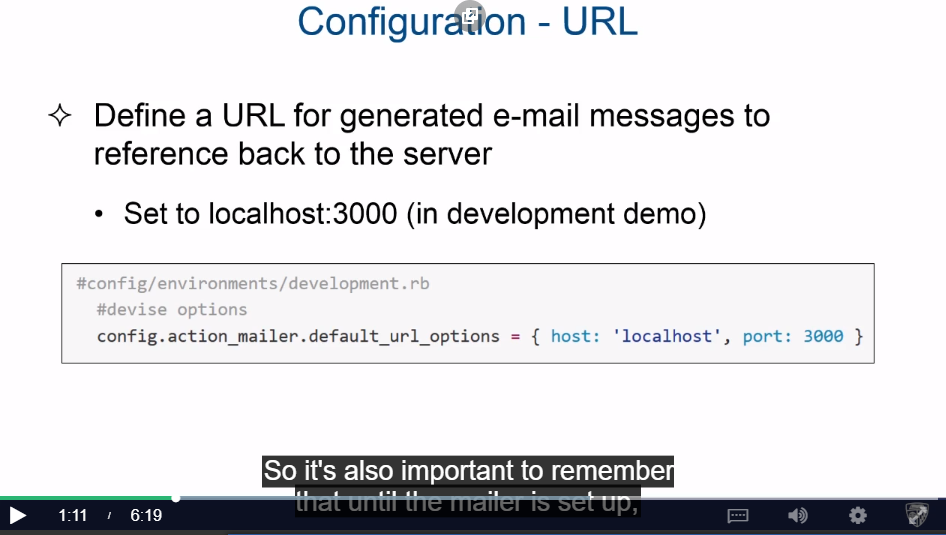 Configuration - URL
✧ Define a URL for generated e-mail messages to
reference back to the server
• Set to localhost:3000 (in development demo)
#config/environments/development.rb
#devise options
config.action_mailer.default_url_options = { host: 'localhost', port: 3000 }
So it's also important to remember
that until the mailer is set up,
1:11 / 6:19